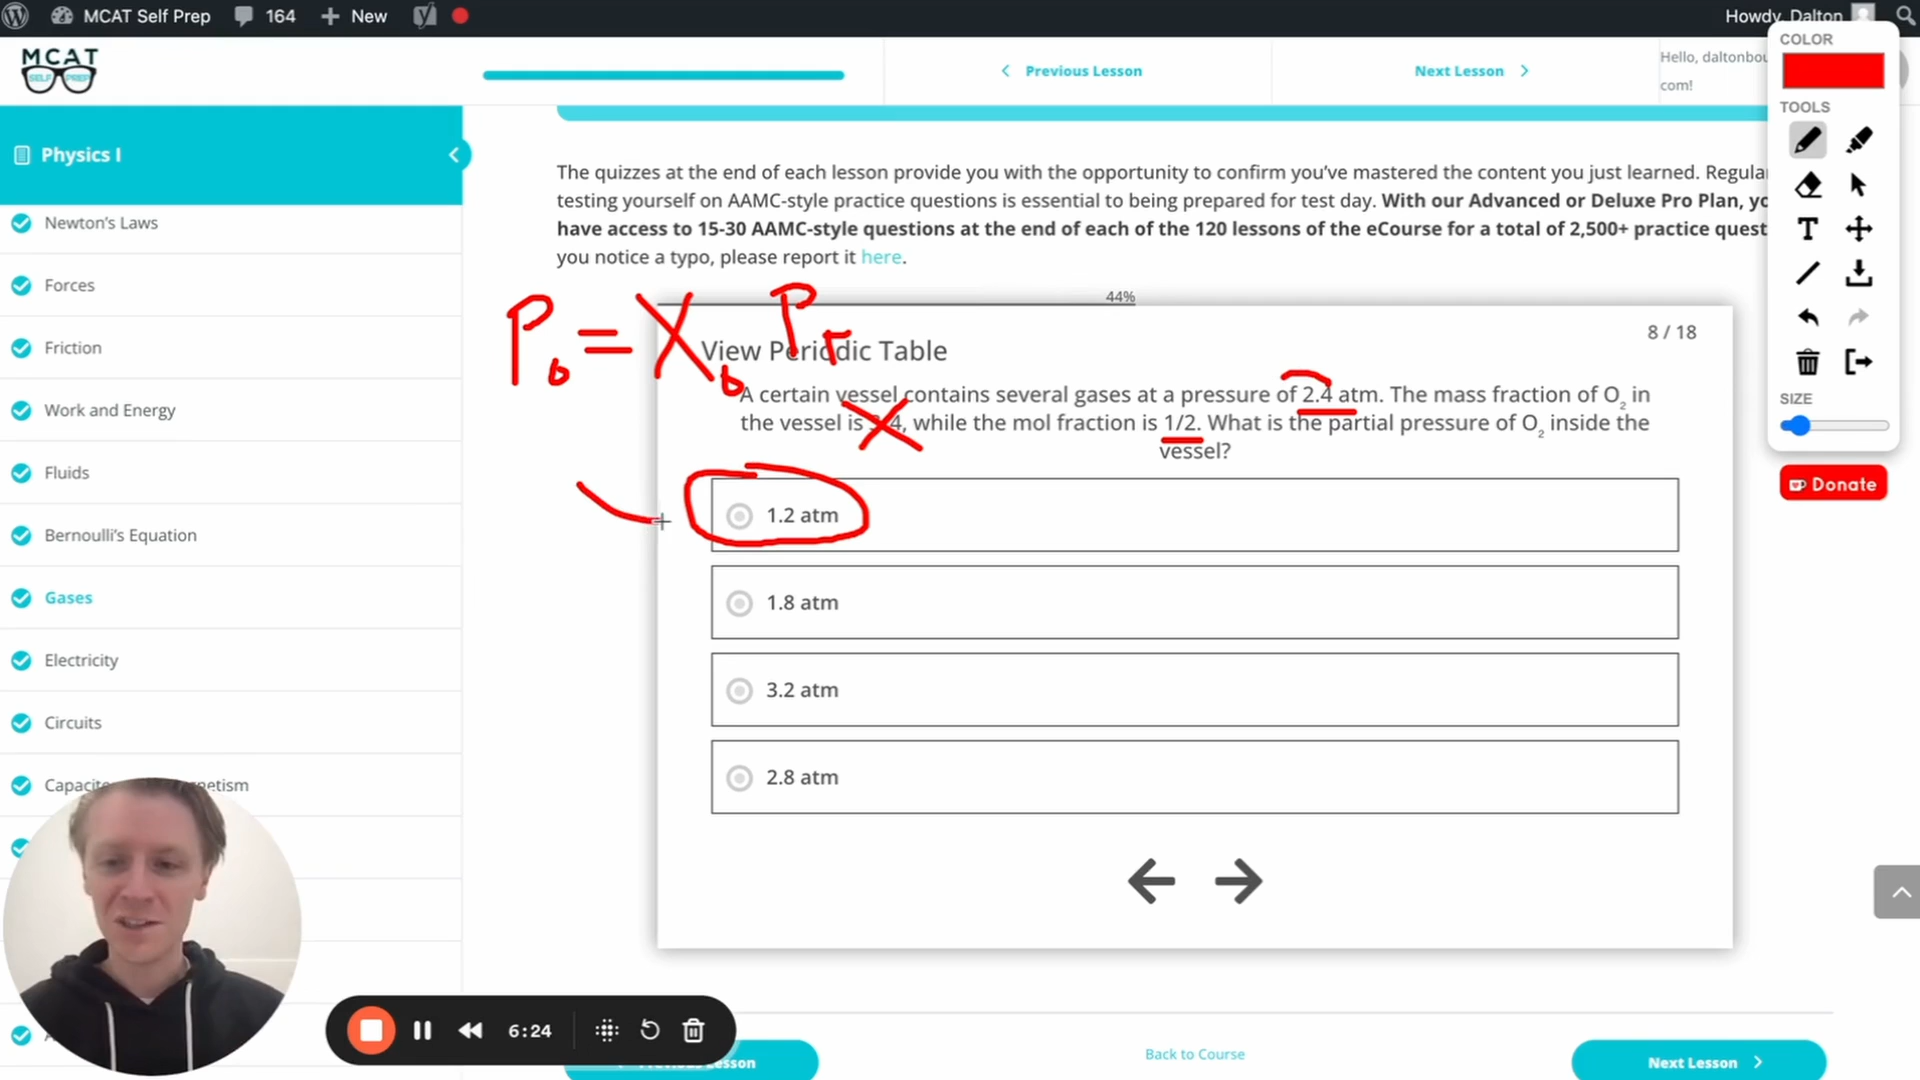 MCAT Self Prep
164
New
Howdy, Dalton
MCAT
SELF PREP
Previous Lesson
Next Lesson
Hello, daltonbou
com!
COLOR
TOOLS
SIZE
Donate
Physics I
Newton's Laws
Forces
Friction
Work and Energy
Fluids
Bernoulli's Equation
Gases
Electricity
Circuits
The quizzes at the end of each lesson provide you with the opportunity to confirm you've mastered the content you just learned. Regular
testing yourself on AAMC-style practice questions is essential to being prepared for test day. With our Advanced or Deluxe Pro Plan, yo
have access to 15-30 AAMC-style questions at the end of each of the 120 lessons of the eCourse for a total of 2,500+ practice quest
you notice a typo, please report it here.
44%
8 / 18
View Periodic Table
A certain vessel contains several gases at a pressure of 2.4 atm. The mass fraction of O₂ in
the vessel is 3/4, while the mol fraction is 1/2. What is the partial pressure of O₂ inside the
vessel?
1.2 atm
1.8 atm
3.2 atm
2.8 atm
6:24
Lesson
Back to Course
Next Lesson